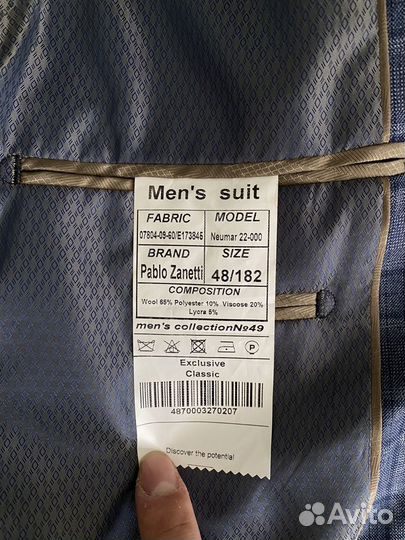 Men's suit
FABRIC MODEL
07804-09-60/E173845 Neumar 22-000
BRAND SIZE
Pablo Zanetti 48/182
COMPOSITION
Wool 65% Polyester 10% Viscose 20%
Lycra 5%
men's collection№49
P
Exclusive
Classic
4870003270207
Discover the potential
Avito